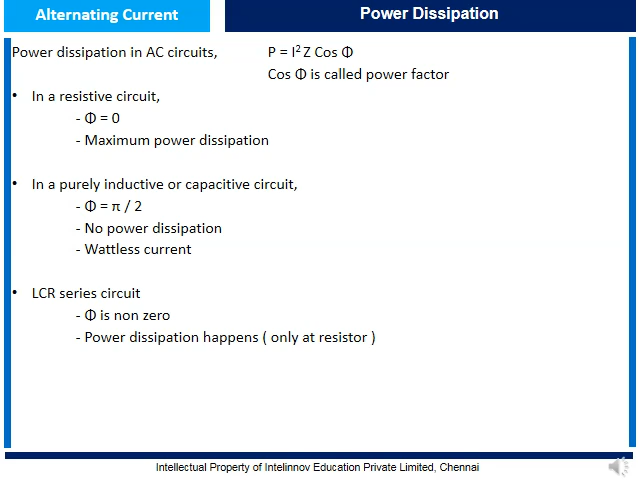 Alternating Current
Power Dissipation
Power dissipation in AC circuits, P = I² Z Cos Φ
Cos Φ is called power factor
• In a resistive circuit,
- Φ = 0
- Maximum power dissipation
• In a purely inductive or capacitive circuit,
- Φ = π / 2
- No power dissipation
- Wattless current
• LCR series circuit
- Φ is non zero
- Power dissipation happens ( only at resistor )
Intellectual Property of Intelinnov Education Private Limited, Chennai